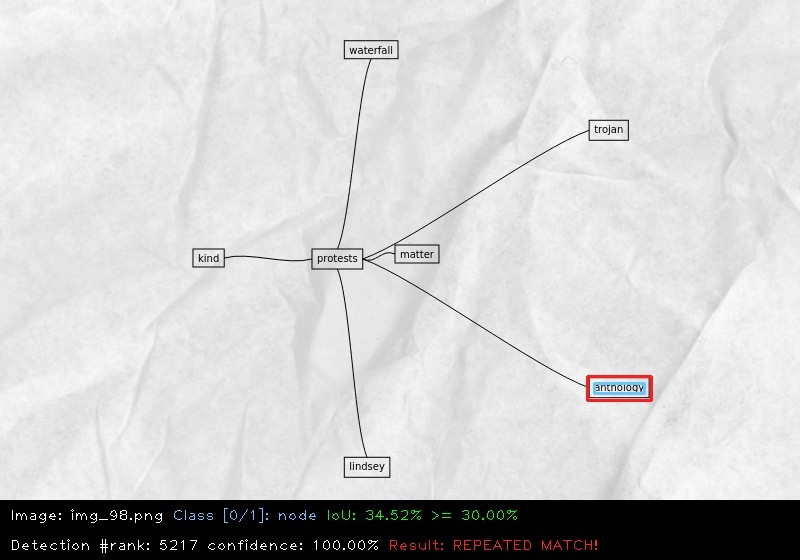 waterfall
trojan
kind
protests
matter
anthology
lindsey
Image: img_98.png Class [0/1]: node IoU: 34.52% >= 30.00%
Detection #rank: 5217 confidence: 100.00% Result: REPEATED MATCH!